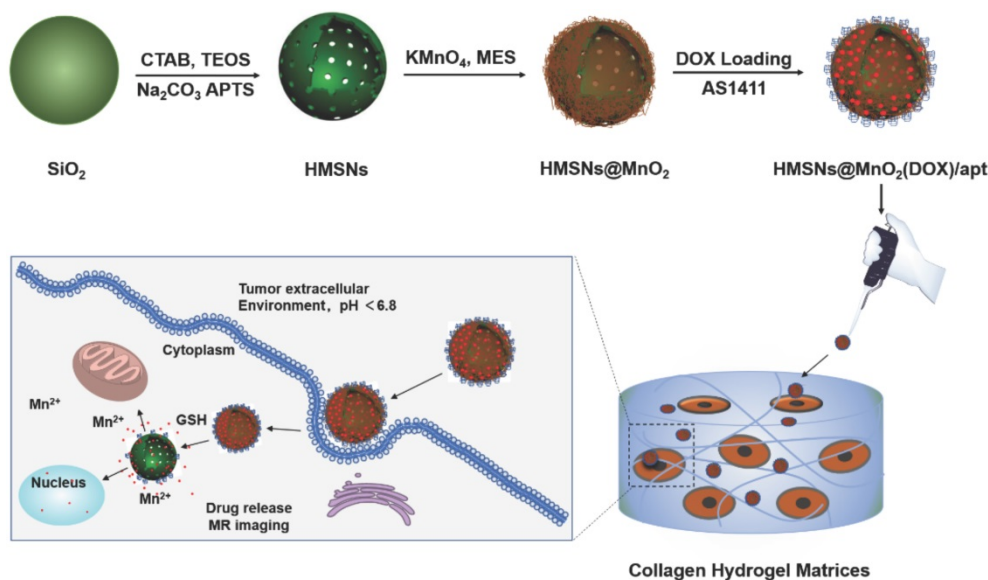 CTAB, TEOS
Na₂CO₃ APTS
KMnO₄, MES
DOX Loading
AS1411
SiO₂
HMSNs
HMSNs@MnO₂
HMSNs@MnO₂(DOX)/apt
Tumor extracellular
Environment, pH <6.8
Cytoplasm
Mn²⁺
Mn²⁺
GSH
Nucleus
Mn²⁺
Drug release
MR imaging
Collagen Hydrogel Matrices